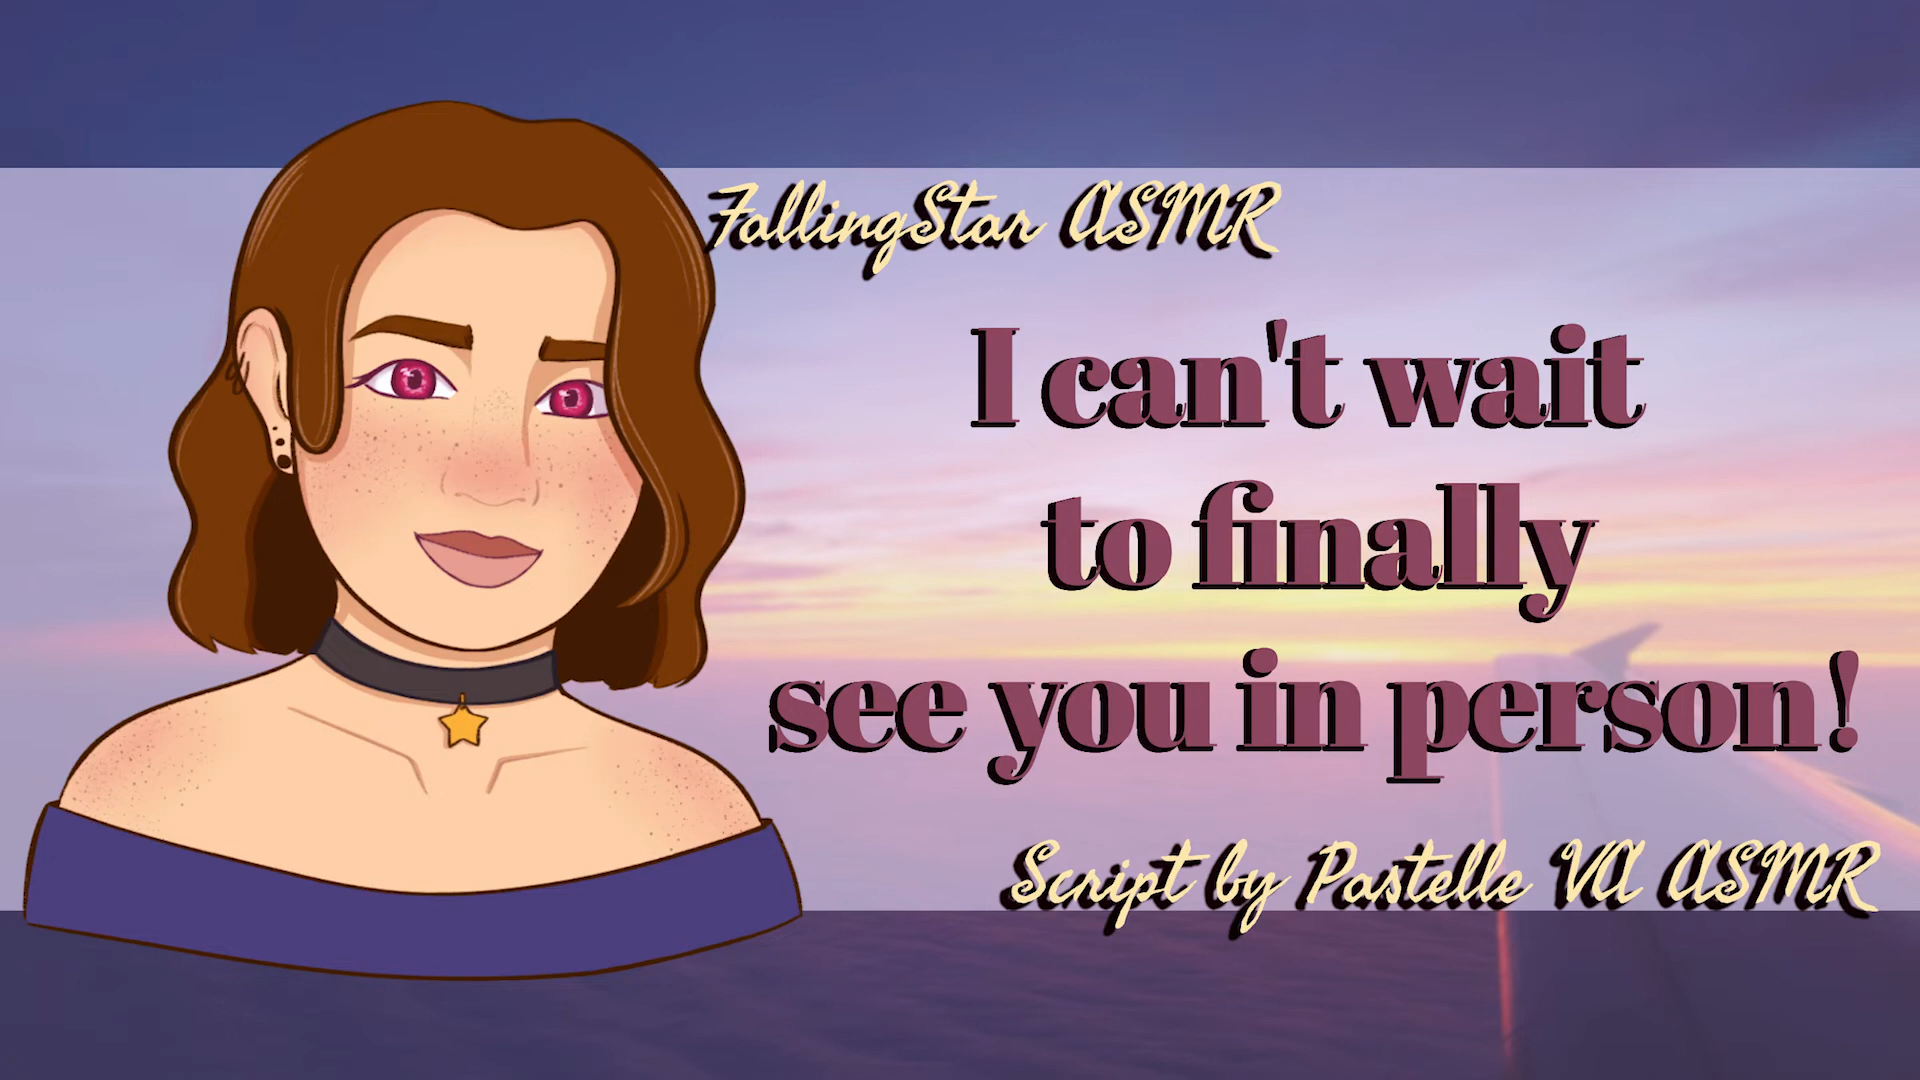 FallingStar ASMR
I can't wait
to finally
see you in person!
Script by Pastelle VA ASMR